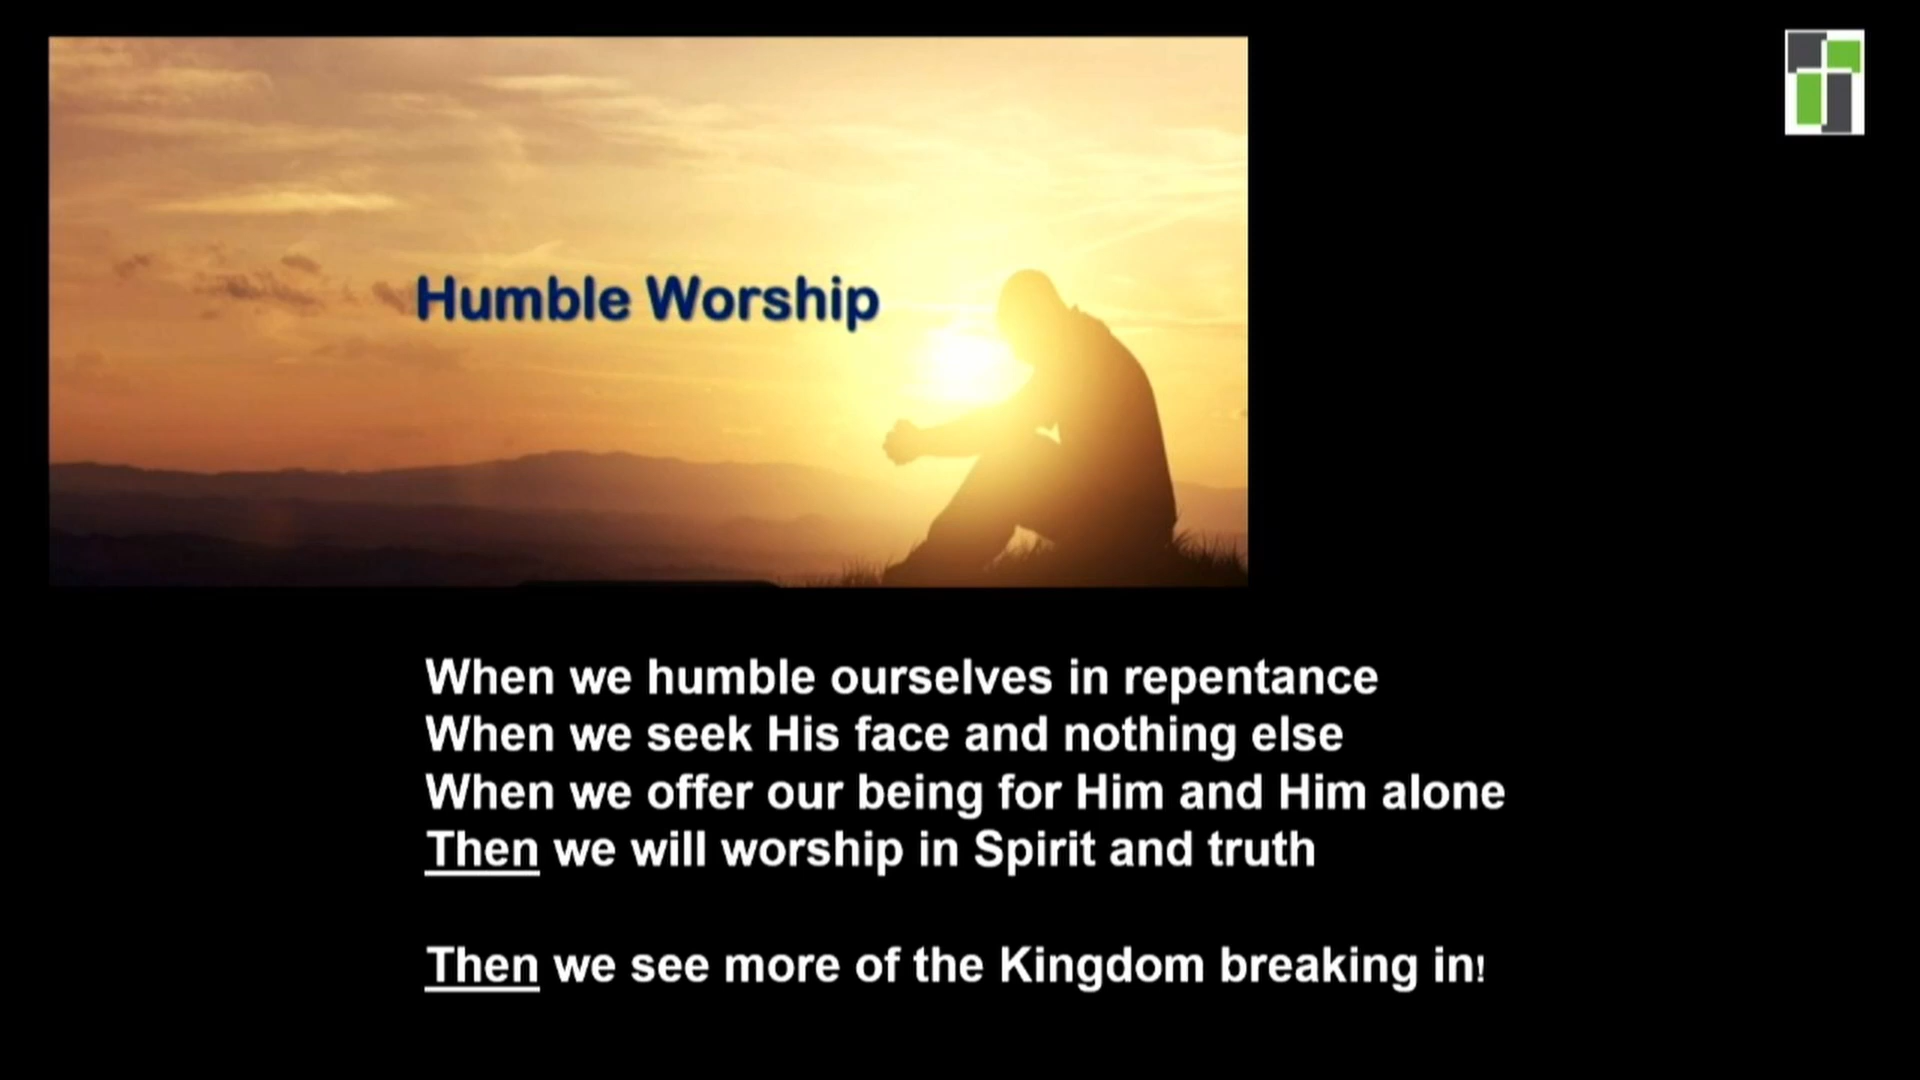 Humble Worship
When we humble ourselves in repentance
When we seek His face and nothing else
When we offer our being for Him and Him alone
Then we will worship in Spirit and truth
Then we see more of the Kingdom breaking in!